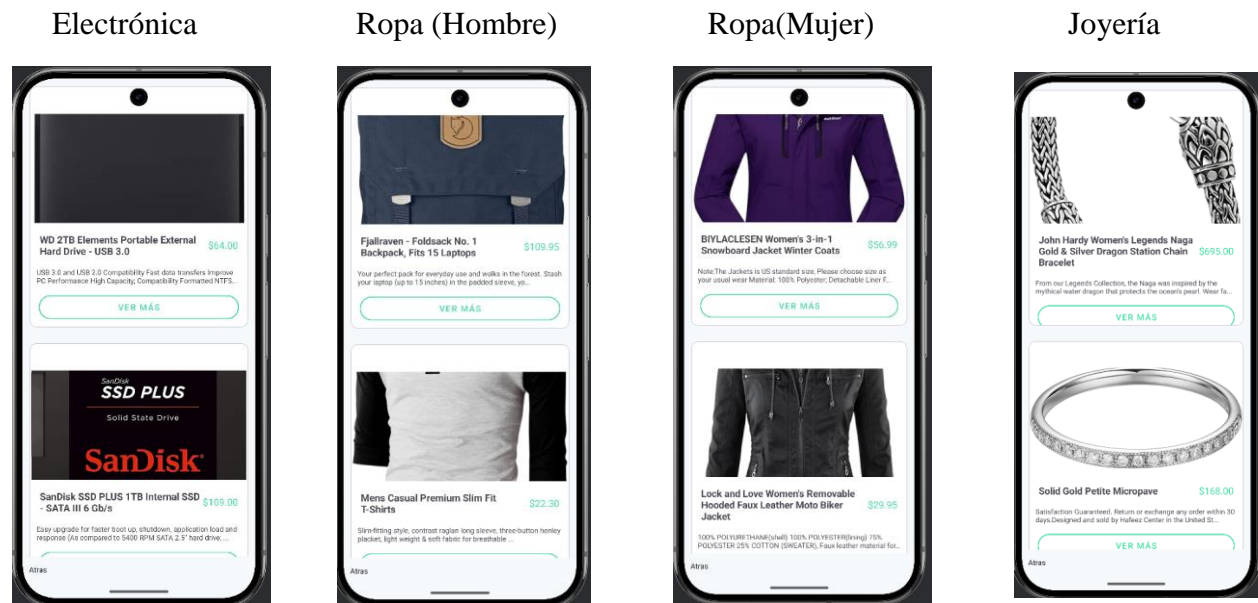 Electrónica
Ropa (Hombre)
Ropa(Mujer)
Joyería
WD 2TB Elements Portable External
Hard Drive - USB 3.0
$64.00
USB 3.0 and USB 2.0 Compatibility Fast data transfers Improve
PC Performance High Capacity; Compatibility Formatted NTFS...
VER MÁS
SanDisk
SSD PLUS
Solid State Drive
SanDisk
SanDisk SSD PLUS 1TB Internal SSD
- SATA III 6 Gb/s
$109.00
Easy upgrade for faster boot up, shutdown, application load and
response (As compared to 5400 RPM SATA 2.5" hard drive; ...
Atras
Fjallraven - Foldsack No. 1
Backpack, Fits 15 Laptops
$109.95
Your perfect pack for everyday use and walks in the forest. Stash
your laptop (up to 15 inches) in the padded sleeve, yo...
VER MÁS
Mens Casual Premium Slim Fit
T-Shirts
$22.30
Slim-fitting style, contrast raglan long sleeve, three-button henley
placket, light weight & soft fabric for breathable ...
Atras
BIYLACLESEN Women's 3-in-1
Snowboard Jacket Winter Coats
$56.99
Note:The Jackets is US standard size, Please choose size as
your usual wear Material: 100% Polyester; Detachable Liner F...
VER MÁS
Lock and Love Women's Removable
Hooded Faux Leather Moto Biker
Jacket
$29.95
100% POLYURETHANE(shell) 100% POLYESTER(lining) 75%
POLYESTER 25% COTTON (SWEATER), Faux leather material for...
Atras
John Hardy Women's Legends Naga
Gold & Silver Dragon Station Chain
Bracelet
$695.00
From our Legends Collection, the Naga was inspired by the
mythical water dragon that protects the ocean's pearl. Wear fa...
VER MÁS
Solid Gold Petite Micropave
$168.00
Satisfaction Guaranteed. Return or exchange any order within 30
days.Designed and sold by Hafeez Center in the United St...
VER MÁS
Atras